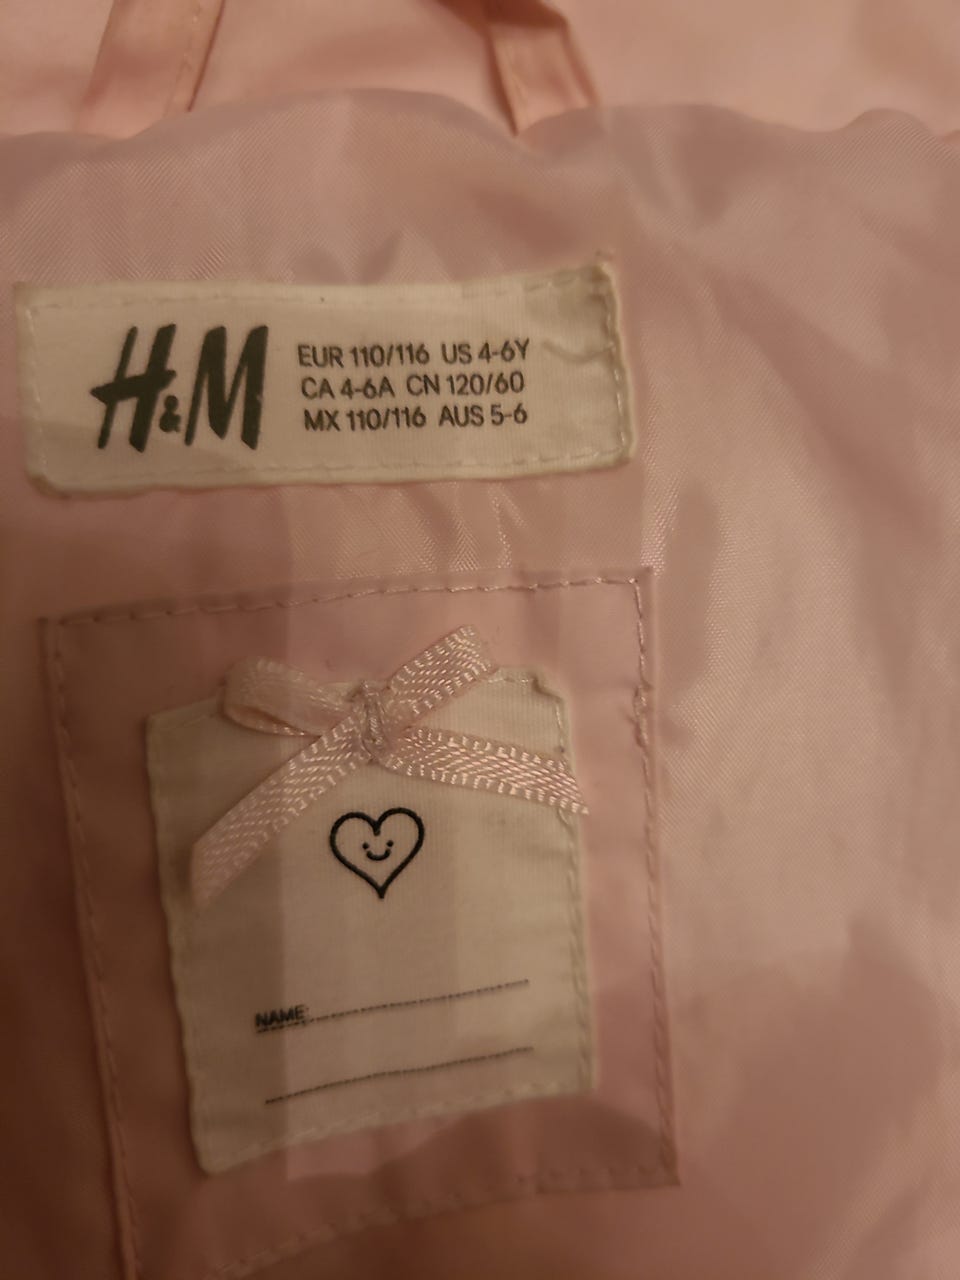 H&M
EUR 110/116 US 4-6Y
CA 4-6A CN 120/60
MX 110/116 AUS 5-6
NAME: